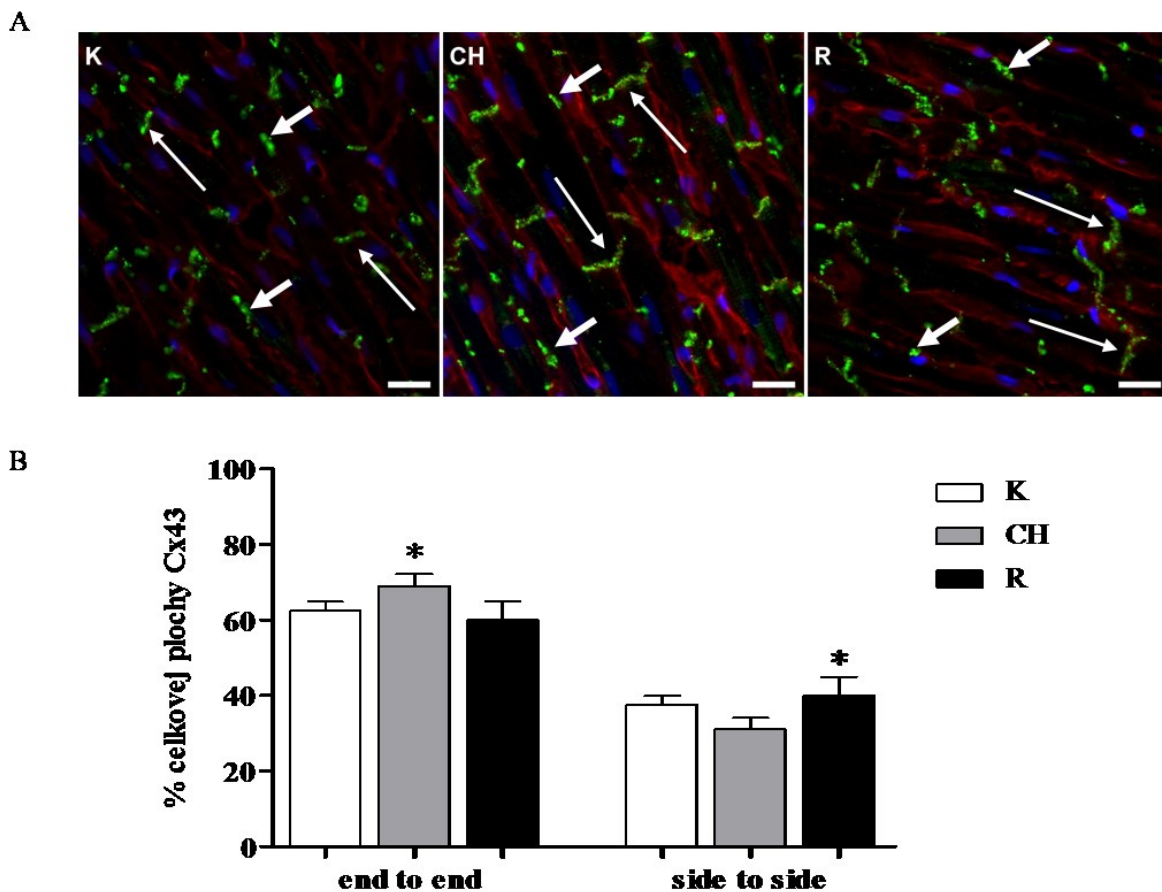 A
K
CH
R
B
% celkovej plochy Cx43
100
80
60
40
20
0
*
*
end to end
side to side
K
CH
R